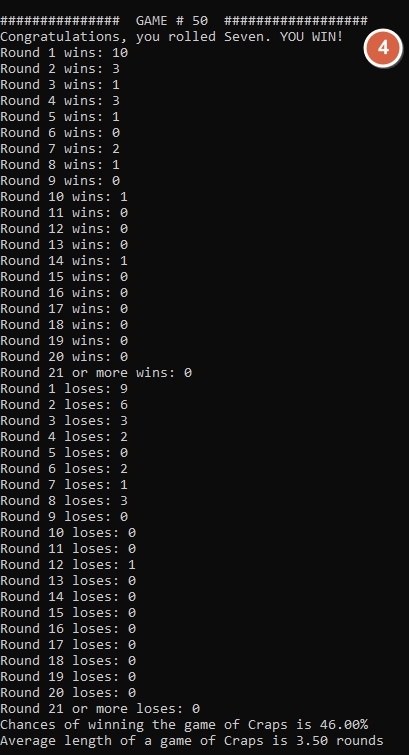 ############### GAME # 50 ##################
Congratulations, you rolled Seven. YOU WIN!
4
Round 1 wins: 10
Round 2 wins: 3
Round 3 wins: 1
Round 4 wins: 3
Round 5 wins: 1
Round 6 wins: 0
Round 7 wins: 2
Round 8 wins: 1
Round 9 wins: 0
Round 10 wins: 1
Round 11 wins: 0
Round 12 wins: 0
Round 13 wins: 0
Round 14 wins: 1
Round 15 wins: 0
Round 16 wins: 0
Round 17 wins: 0
Round 18 wins: 0
Round 19 wins: 0
Round 20 wins: 0
Round 21 or more wins: 0
Round 1 loses: 9
Round 2 loses: 6
Round 3 loses: 3
Round 4 loses: 2
Round 5 loses: 0
Round 6 loses: 2
Round 7 loses: 1
Round 8 loses: 3
Round 9 loses: 0
Round 10 loses: 0
Round 11 loses: 0
Round 12 loses: 1
Round 13 loses: 0
Round 14 loses: 0
Round 15 loses: 0
Round 16 loses: 0
Round 17 loses: 0
Round 18 loses: 0
Round 19 loses: 0
Round 20 loses: 0
Round 21 or more loses: 0
Chances of winning the game of Craps is 46.00%
Average length of a game of Craps is 3.50 rounds